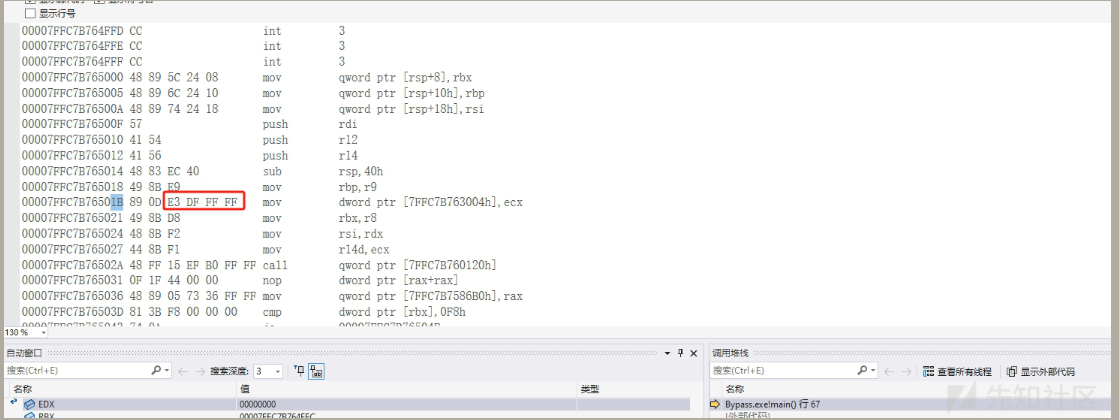 显示行号
00007FFC7B764FFD CC int 3
00007FFC7B764FFE CC int 3
00007FFC7B764FFF CC int 3
00007FFC7B765000 48 89 5C 24 08 mov qword ptr [rsp+8],rbx
00007FFC7B765005 48 89 6C 24 10 mov qword ptr [rsp+10h],rbp
00007FFC7B76500A 48 89 74 24 18 mov qword ptr [rsp+18h],rsi
00007FFC7B76500F 57 push rdi
00007FFC7B765010 41 54 push r12
00007FFC7B765012 41 56 push r14
00007FFC7B765014 48 83 EC 40 sub rsp,40h
00007FFC7B765018 49 8B E9 mov rbp,r9
00007FFC7B76501B 89 0D E3 DF FF FF mov dword ptr [7FFC7B763004h],ecx
00007FFC7B765021 49 8B D8 mov rbx,r8
00007FFC7B765024 48 8B F2 mov rsi,rdx
00007FFC7B765027 44 8B F1 mov r14d,ecx
00007FFC7B76502A 48 FF 15 EF B0 FF FF call qword ptr [7FFC7B760120h]
00007FFC7B765031 0F 1F 44 00 00 nop dword ptr [rax+rax]
00007FFC7B765036 48 89 05 73 36 FF FF mov qword ptr [7FFC7B7586B0h],rax
00007FFC7B76503D 81 3B F8 00 00 00 cmp dword ptr [rbx],0F8h
130 %
自动窗口
搜索(Ctrl+E) 搜索深度: 3
名称 值 类型
EDX 00000000
调用堆栈
搜索(Ctrl+E) 查看所有线程 显示外部代码
名称
Bypass.exe!main() 行 67
先知社区